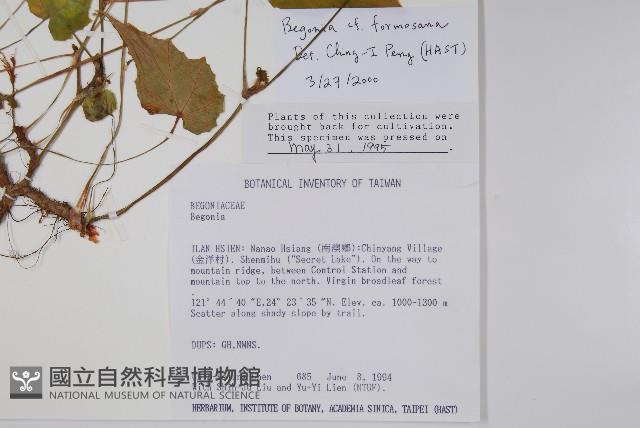 Begonia cf. formosana
Det. Ching-I Peng (HAST)
3/27/2000
Plants of this collection were
brought back for cultivation.
This specimen was pressed on
May 31, 1995.
BOTANICAL INVENTORY OF TAIWAN
BEGONIACEAE
Begonia
ILAN HSIEN: Nanao Hsiang (南澳鄉):Chinyang Village
(金洋村). Shenmihu ("Secret Lake"). On the way to
mountain ridge, between Control Station and
mountain top to the north. Virgin broadleaf forest
.
121° 44´40 "E,24° 23´35 "N. Elev. ca. 1000-1300 m
Scatter along shady slope by trail.
DUPS: GH,NWNS.
685 June 8, 1994
Liu and Yu-Yi Lien (NTUF).
HERBARIUM, INSTITUTE OF BOTANY, ACADEMIA SINICA, TAIPEI (HAST)
國立自然科學博物館
NATIONAL MUSEUM OF NATURAL SCIENCE